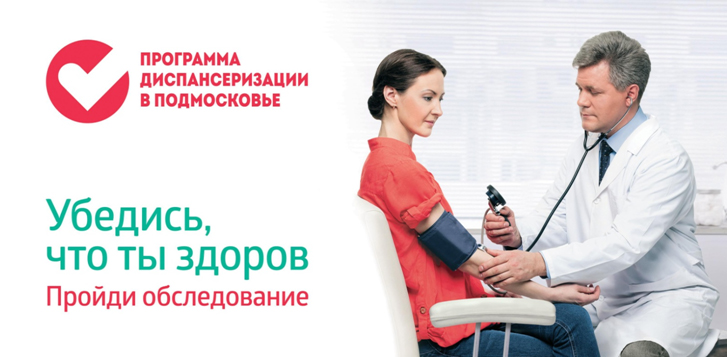 ПРОГРАММА
ДИСПАНСЕРИЗАЦИИ
В ПОДМОСКОВЬЕ
Убедись,
что ты здоров
Пройди обследование